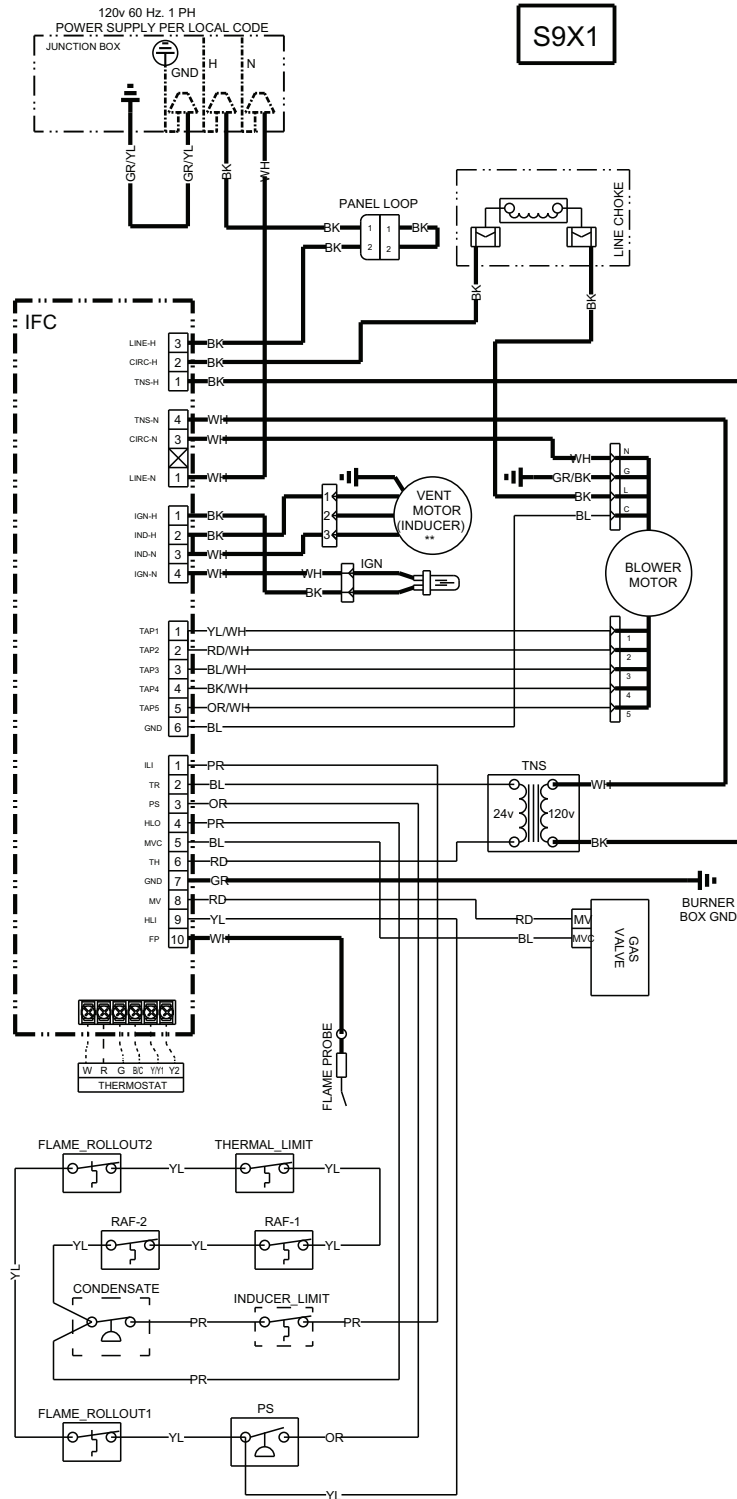 120v 60 Hz. 1 PH
POWER SUPPLY PER LOCAL CODE
S9X1
JUNCTION BOX
GND
H
N
GR/YL
GR/YL
BK
WH
PANEL LOOP
BK 1 1 BK
BK 2 2
LINE CHOKE
BK
BK
IFC
LINE-H 3 BK
CIRC-H 2 BK
TNS-H 1 BK
TNS-N 4 WH
CIRC-N 3 WH
LINE-N 1 WH
WH N
GR/BK G
BK L
BL C
BLOWER
MOTOR
IGN-H 1 BK
IND-H 2 BK
IND-N 3 WH
IGN-N 4 WH
1
2
3
VENT
MOTOR
(INDUCER)
**
IGN
WH
BK
TAP1 1 YL/WH 1
TAP2 2 RD/WH 2
TAP3 3 BL/WH 3
TAP4 4 BK/WH 4
TAP5 5 OR/WH 5
GND 6 BL
ILI 1 PR
TR 2 BL
PS 3 OR
HLO 4 PR
MVC 5 BL
TH 6 RD
GND 7 GR
MV 8 RD
HLI 9 YL
FP 10 WH
TNS
24v 120v
WH
BK
BURNER
BOX GND
RD MV
BL MVC
GAS
VALVE
FLAME PROBE
W R G B/C Y/Y1 Y2
THERMOSTAT
FLAME_ROLLOUT2 THERMAL_LIMIT
YL YL
RAF-2 RAF-1
YL YL YL
YL
CONDENSATE INDUCER_LIMIT
PR PR
PR
FLAME_ROLLOUT1 PS
YL OR
YL